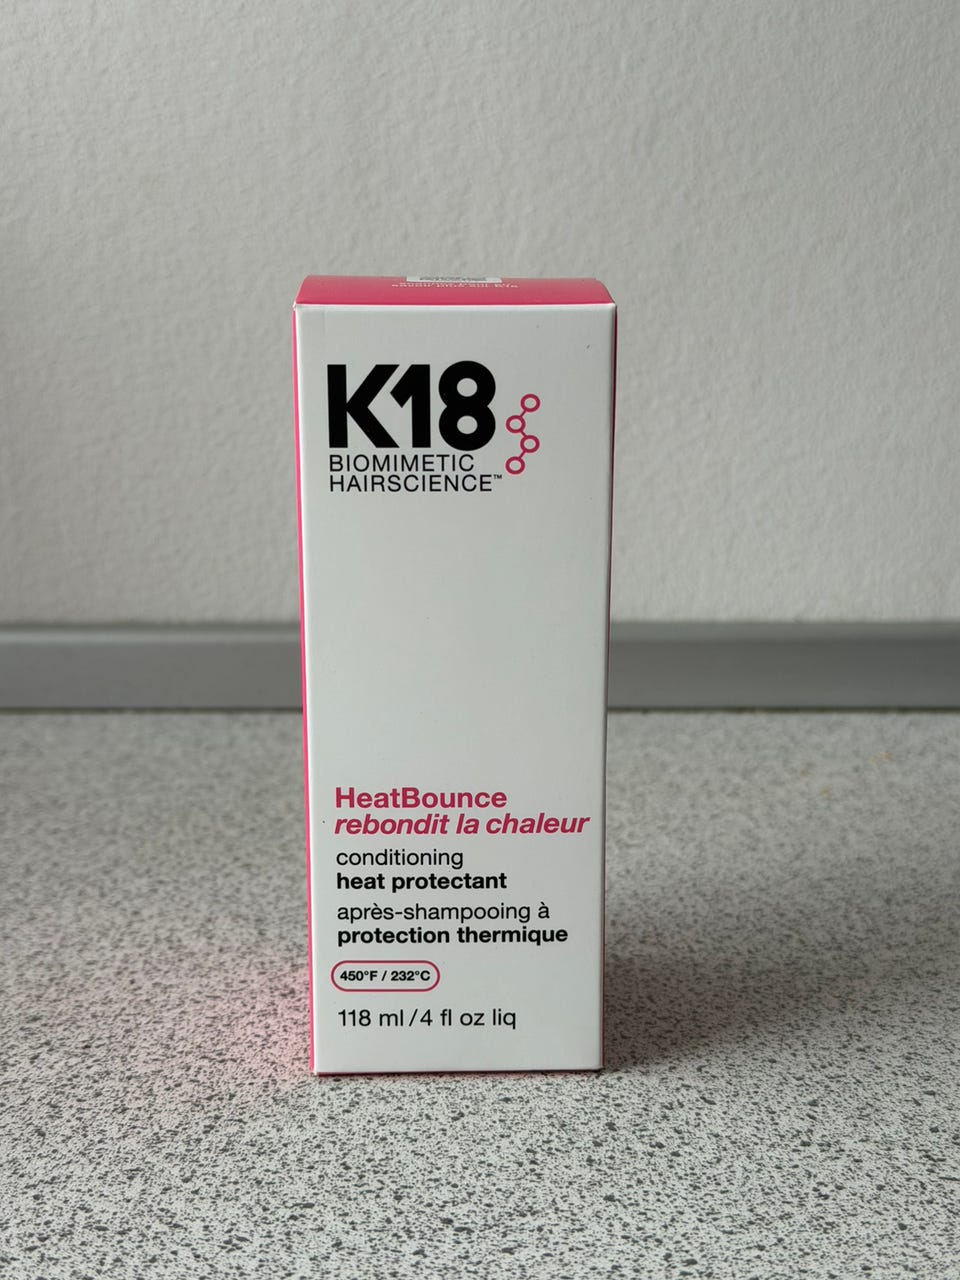 K18
BIOMIMETIC
HAIRSCIENCE™
HeatBounce
rebondit la chaleur
conditioning
heat protectant
après-shampooing à
protection thermique
450°F / 232°C
118 ml / 4 fl oz liq